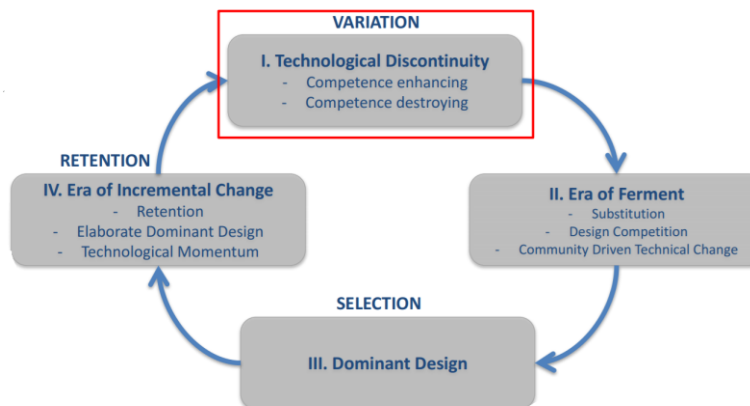 VARIATION
I. Technological Discontinuity
- Competence enhancing
- Competence destroying
RETENTION
IV. Era of Incremental Change
- Retention
- Elaborate Dominant Design
- Technological Momentum
II. Era of Ferment
- Substitution
- Design Competition
- Community Driven Technical Change
SELECTION
III. Dominant Design